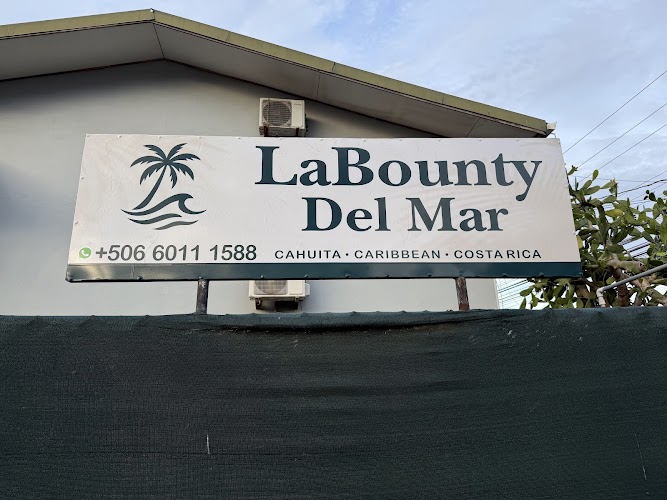 LaBounty
Del Mar
+506 6011 1588
CAHUITA · CARIBBEAN · COSTA RICA